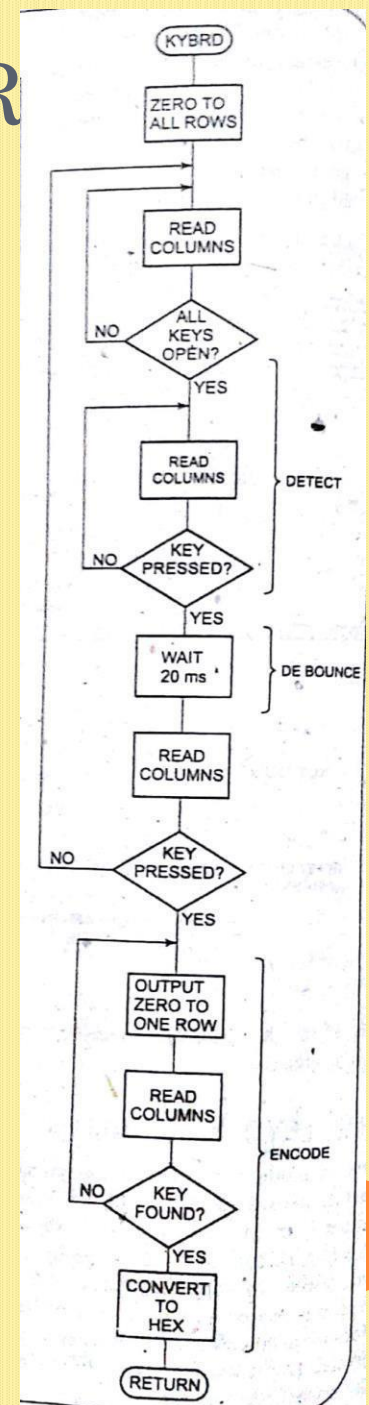 R
KYBRD
ZERO TO
ALL ROWS
READ
COLUMNS
ALL
KEYS
OPEN?
NO
YES
READ
COLUMNS
DETECT
KEY
PRESSED?
NO
YES
WAIT
20 ms
DE BOUNCE
READ
COLUMNS
KEY
PRESSED?
NO
YES
OUTPUT
ZERO TO
ONE ROW
READ
COLUMNS
ENCODE
KEY
FOUND?
NO
YES
CONVERT
TO
HEX
RETURN